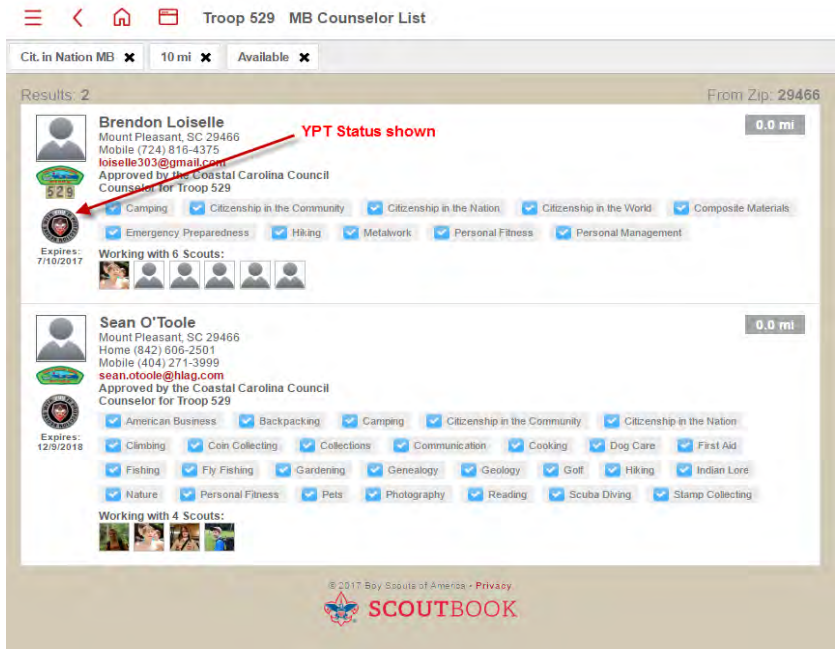 Troop 529 MB Counselor List
Cit. in Nation MB ✖ 10 mi ✖ Available ✖
Results: 2 From Zip: 29466
Brendon Loiselle 0.0 mi
Mount Pleasant, SC 29466
YPT Status shown
Mobile (724) 816-4375
loiselle303@gmail.com
Approved by the Coastal Carolina Council
Counselor for Troop 529
529
Camping Citizenship in the Community Citizenship in the Nation Citizenship in the World Composite Materials
Emergency Preparedness Hiking Metalwork Personal Fitness Personal Management
Expires:
7/10/2017
Working with 6 Scouts:
Sean O'Toole 0.0 mi
Mount Pleasant, SC 29466
Home (842) 606-2501
Mobile (404) 271-3999
sean.otoole@hlag.com
Approved by the Coastal Carolina Council
Counselor for Troop 529
American Business Backpacking Camping Citizenship in the Community Citizenship in the Nation
Expires:
12/9/2018
Climbing Coin Collecting Collections Communication Cooking Dog Care First Aid
Fishing Fly Fishing Gardening Genealogy Geology Golf Hiking Indian Lore
Nature Personal Fitness Pets Photography Reading Scuba Diving Stamp Collecting
Working with 4 Scouts:
© 2017 Boy Scouts of America - Privacy
SCOUTBOOK